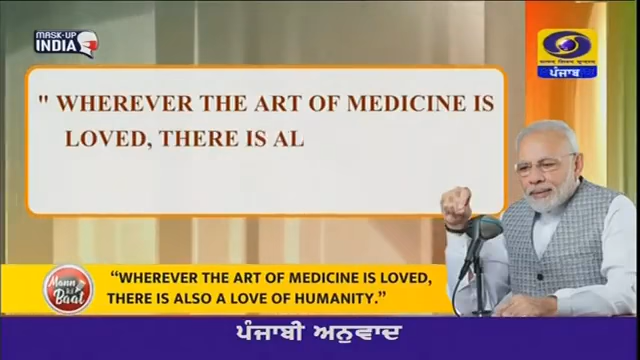 MASK-UP
INDIA
ਪੰਜਾਬ
" WHEREVER THE ART OF MEDICINE IS
LOVED, THERE IS AL
Mann
Ki
Baat
“WHEREVER THE ART OF MEDICINE IS LOVED,
THERE IS ALSO A LOVE OF HUMANITY.”
ਪੰਜਾਬੀ ਅਨੁਵਾਦ